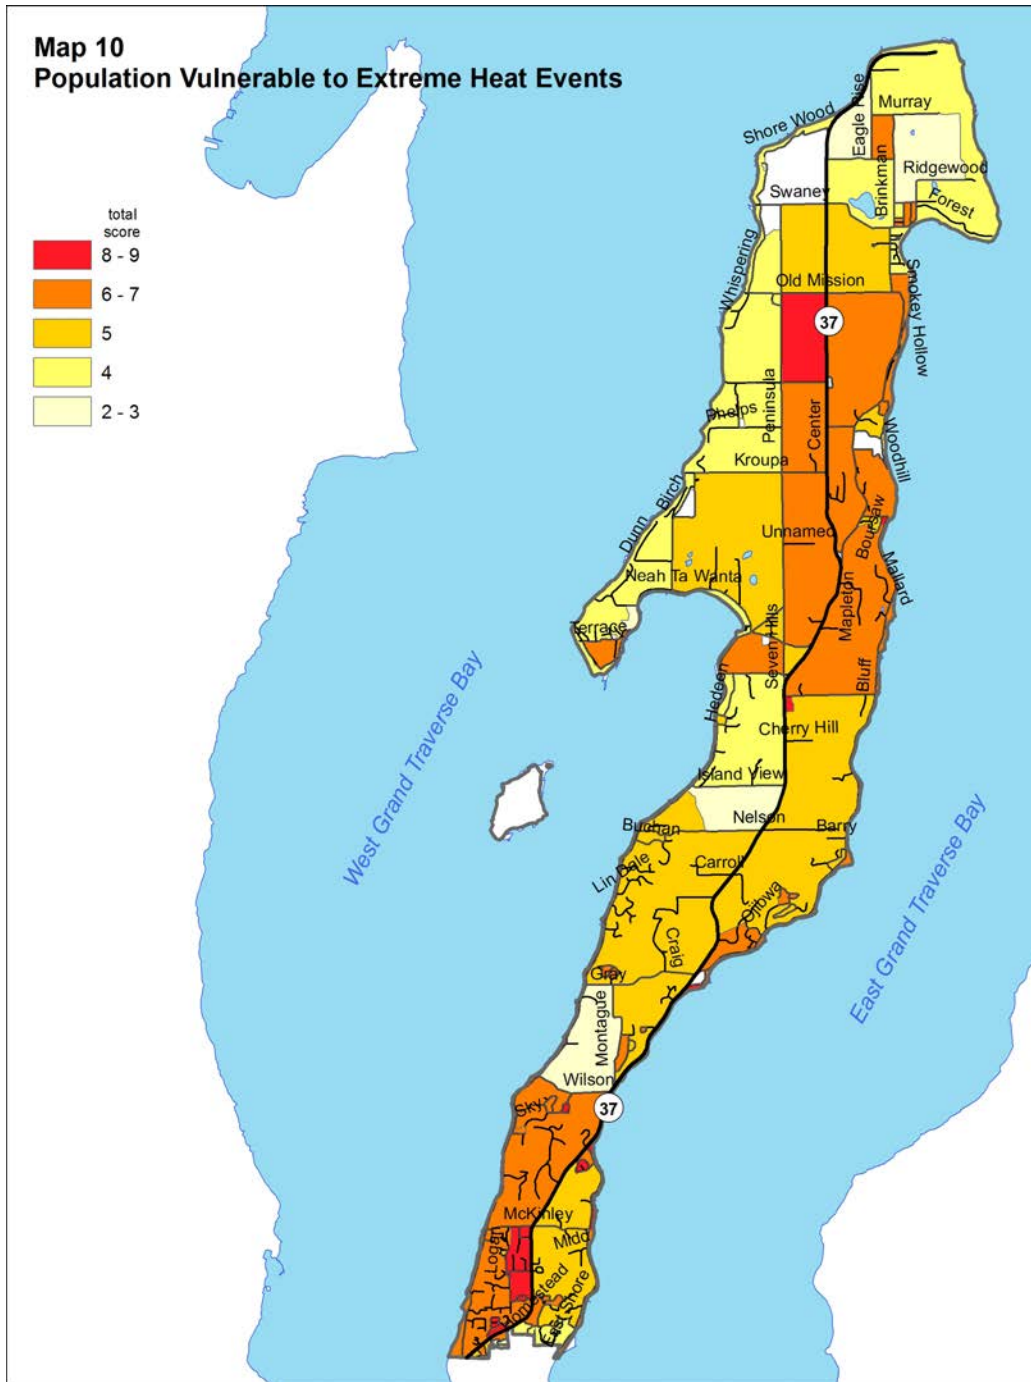 Map 10
Population Vulnerable to Extreme Heat Events
total
score
8 - 9
6 - 7
5
4
2 - 3
Shore Wood
Eagle Rise
Murray
Ridgewood
Swaney
Brinkman
Forest
Whispering
Old Mission
Smokey Hollow
37
Peninsula
Center
Phelps
Woodhill
Kroupa
Birch
Dunn
Unnamed
Boursaw
Neah Ta Wanta
Mallard
Mapleton
Terrace
Seven Hills
Bluff
Hedeen
Cherry Hill
Island View
Nelson
Buchan
Barry
Carroll
Lin Dale
Ojibwa
Craig
Gray
Montague
Wilson
Sky
37
McKinley
Logan
Midd
Homestead
East Shore
West Grand Traverse Bay
East Grand Traverse Bay